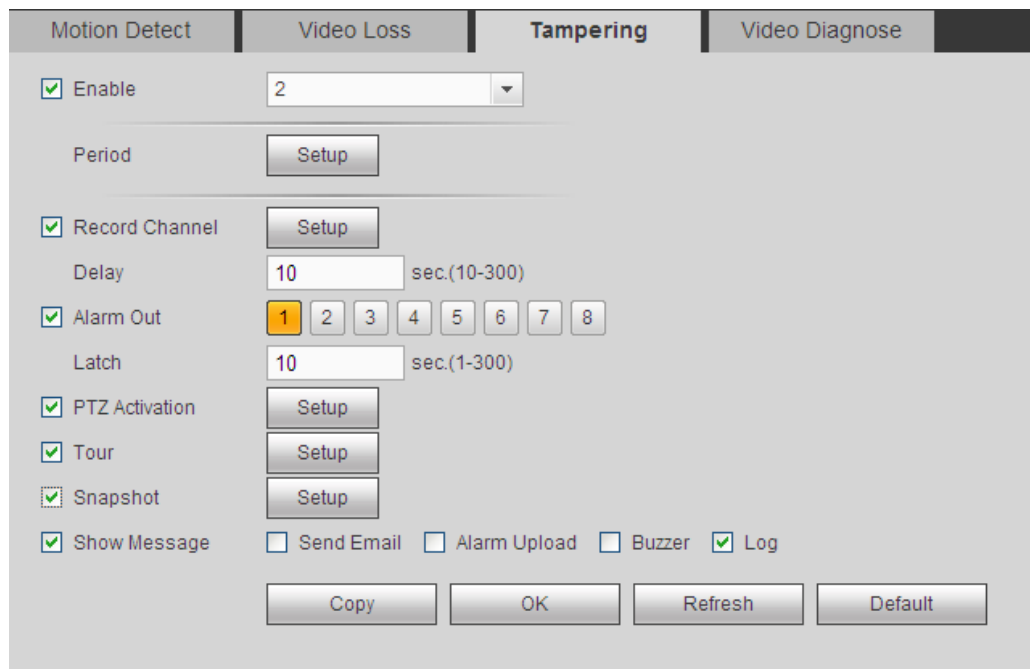 Motion Detect Video Loss Tampering Video Diagnose
Enable 2
Period Setup
Record Channel Setup
Delay 10 sec.(10-300)
Alarm Out 1 2 3 4 5 6 7 8
Latch 10 sec.(1-300)
PTZ Activation Setup
Tour Setup
Snapshot Setup
Show Message Send Email Alarm Upload Buzzer Log
Copy OK Refresh Default